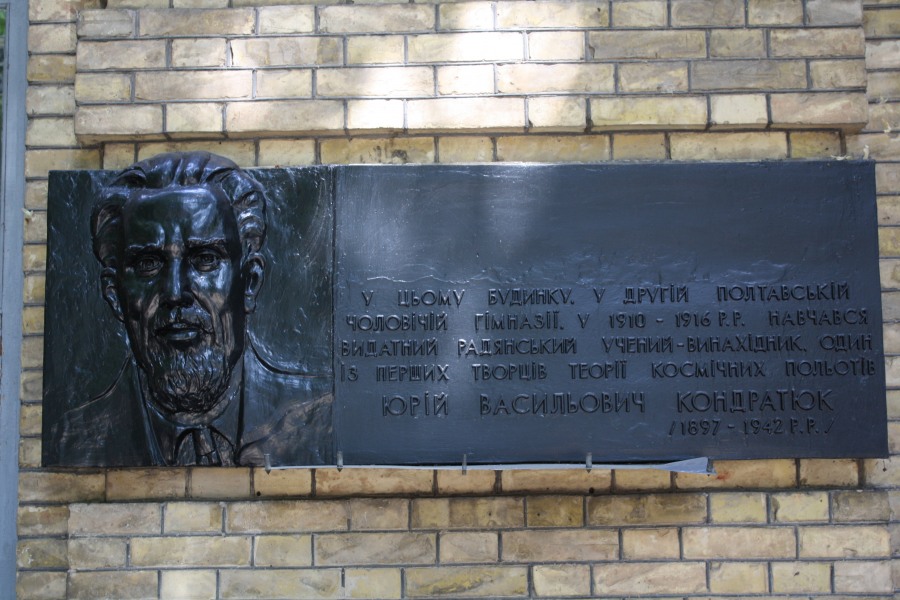 У ЦЬОМУ БУДИНКУ, У ДРУГІЙ ПОЛТАВСЬКІЙ
ЧОЛОВІЧІЙ ГІМНАЗІЇ, У 1910 - 1916 Р.Р. НАВЧАВСЯ
ВИДАТНИЙ РАДЯНСЬКИЙ УЧЕНИЙ-ВИНАХІДНИК, ОДИН
ІЗ ПЕРШИХ ТВОРЦІВ ТЕОРІЇ КОСМІЧНИХ ПОЛЬОТІВ
ЮРІЙ ВАСИЛЬОВИЧ КОНДРАТЮК
/1897 - 1942 Р.Р./